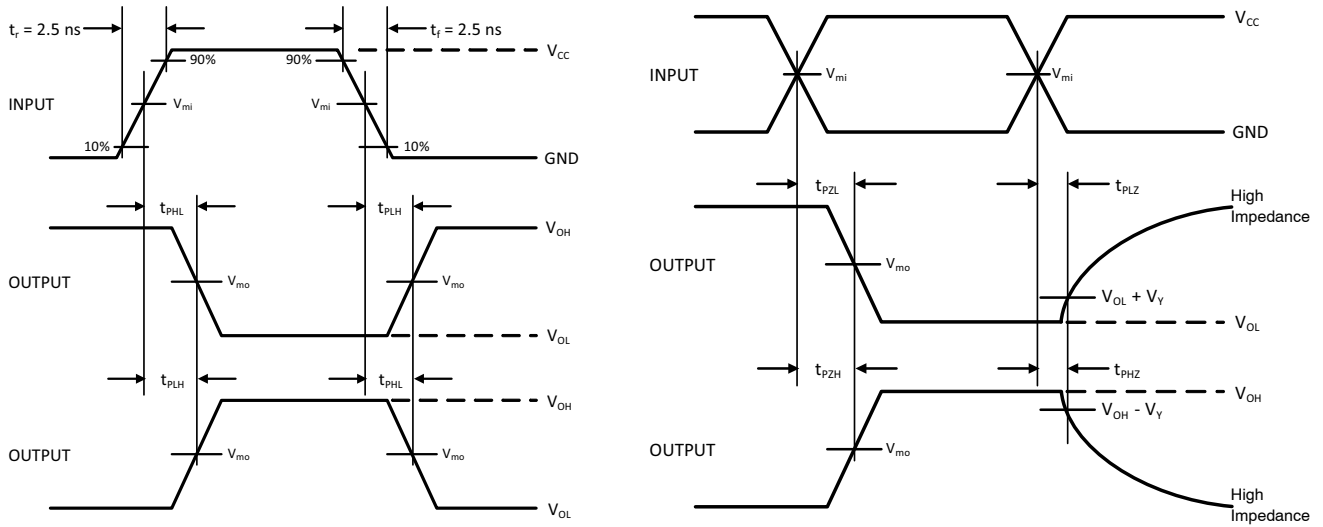 tr = 2.5 ns
tf = 2.5 ns
VCC
90%
90%
INPUT
Vmi
Vmi
10%
10%
GND
tPHL
tPLH
VOH
OUTPUT
Vmo
Vmo
VOL
tPLH
tPHL
VOH
OUTPUT
Vmo
Vmo
VOL
VCC
INPUT
Vmi
Vmi
GND
tPZL
tPLZ
High
Impedance
OUTPUT
Vmo
VOL + VY
VOL
tPZH
tPHZ
VOH
VOH - VY
OUTPUT
Vmo
High
Impedance